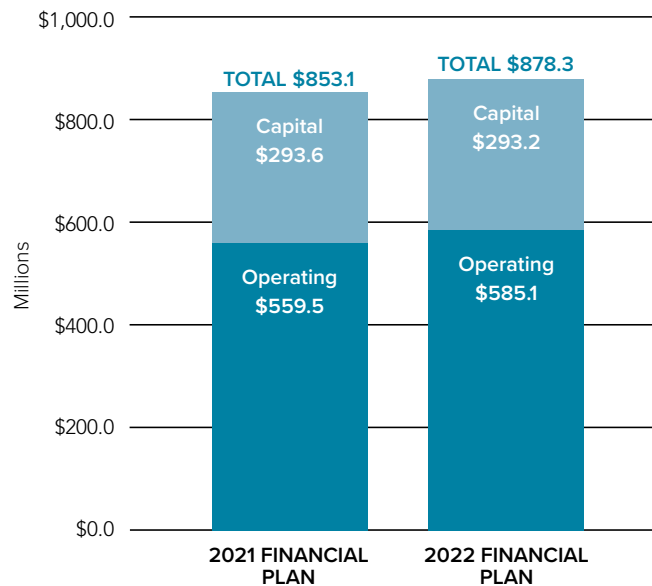 $1,000.0
TOTAL $853.1
TOTAL $878.3
Capital
$293.6
Capital
$293.2
$800.0
$600.0
Millions
Operating
$559.5
Operating
$585.1
$400.0
$200.0
$0.0
2021 FINANCIAL
PLAN
2022 FINANCIAL
PLAN